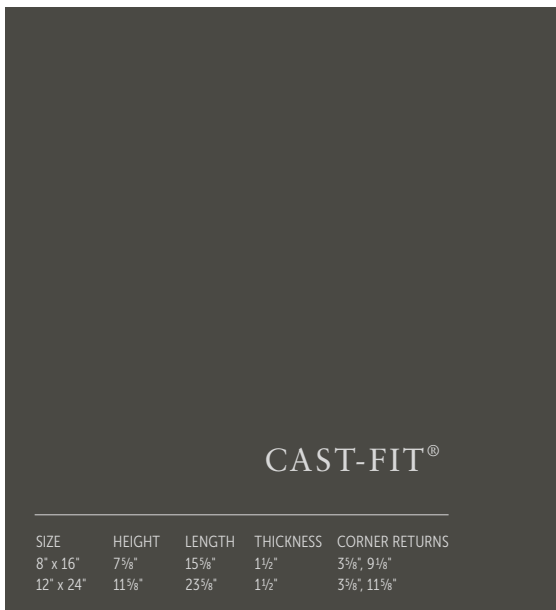 CAST-FIT®
SIZE HEIGHT LENGTH THICKNESS CORNER RETURNS
8" x 16" 7⅝" 15⅝" 1½" 3⅝", 9⅛"
12" x 24" 11⅝" 23⅝" 1½" 3⅝", 11⅝"